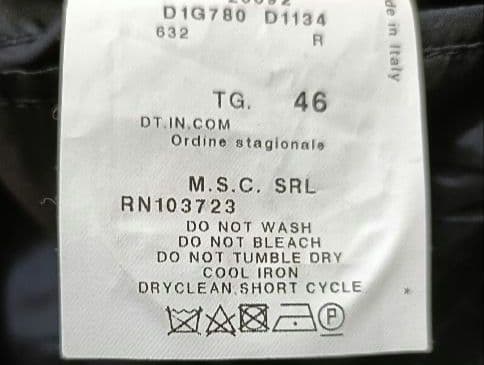 D1G780 D1134
632 R
de in Italy
TG. 46
DT.IN.COM
Ordine stagionale
M.S.C. SRL
RN103723
DO NOT WASH
DO NOT BLEACH
DO NOT TUMBLE DRY
COOL IRON
DRYCLEAN.SHORT CYCLE
P